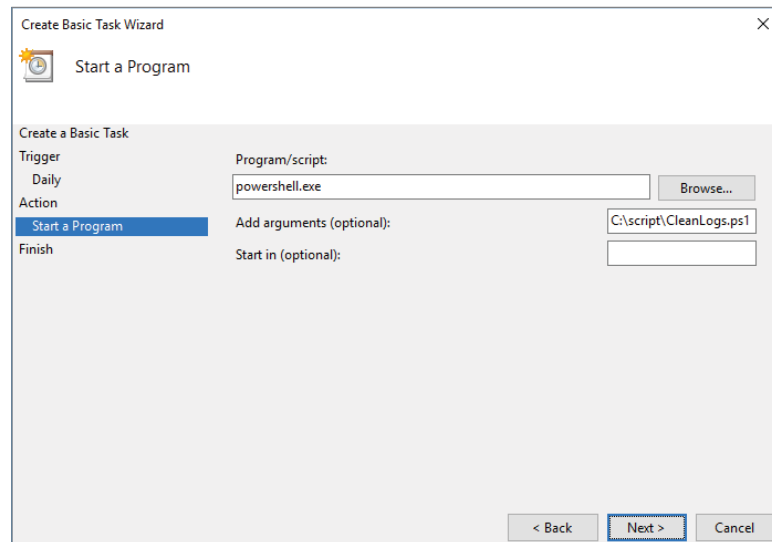 Create Basic Task Wizard
Start a Program
Create a Basic Task
Trigger
Daily
Action
Start a Program
Finish
Program/script:
powershell.exe
Browse...
Add arguments (optional):
C:\script\CleanLogs.ps1
Start in (optional):
< Back
Next >
Cancel